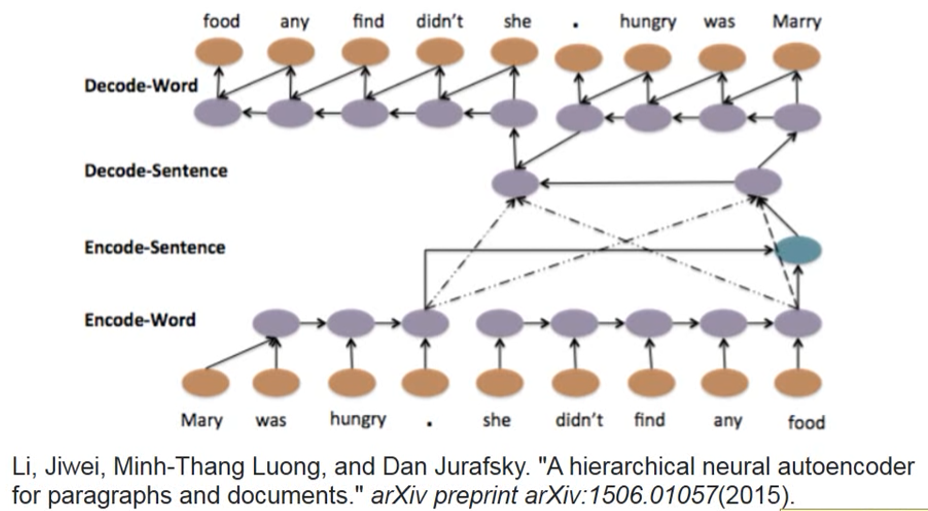 food any find didn't she . hungry was Marry
Decode-Word
Decode-Sentence
Encode-Sentence
Encode-Word
Mary was hungry . she didn't find any food
Li, Jiwei, Minh-Thang Luong, and Dan Jurafsky. "A hierarchical neural autoencoder
for paragraphs and documents." arXiv preprint arXiv:1506.01057(2015).